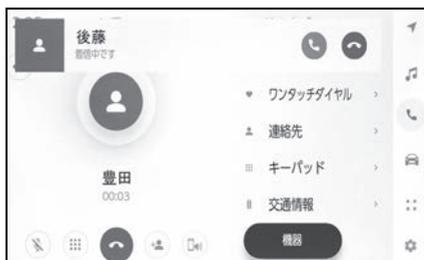 後藤
着信中です
豊田
00:03
ワンタッチダイヤル
連絡先
キーパッド
交通情報
機器